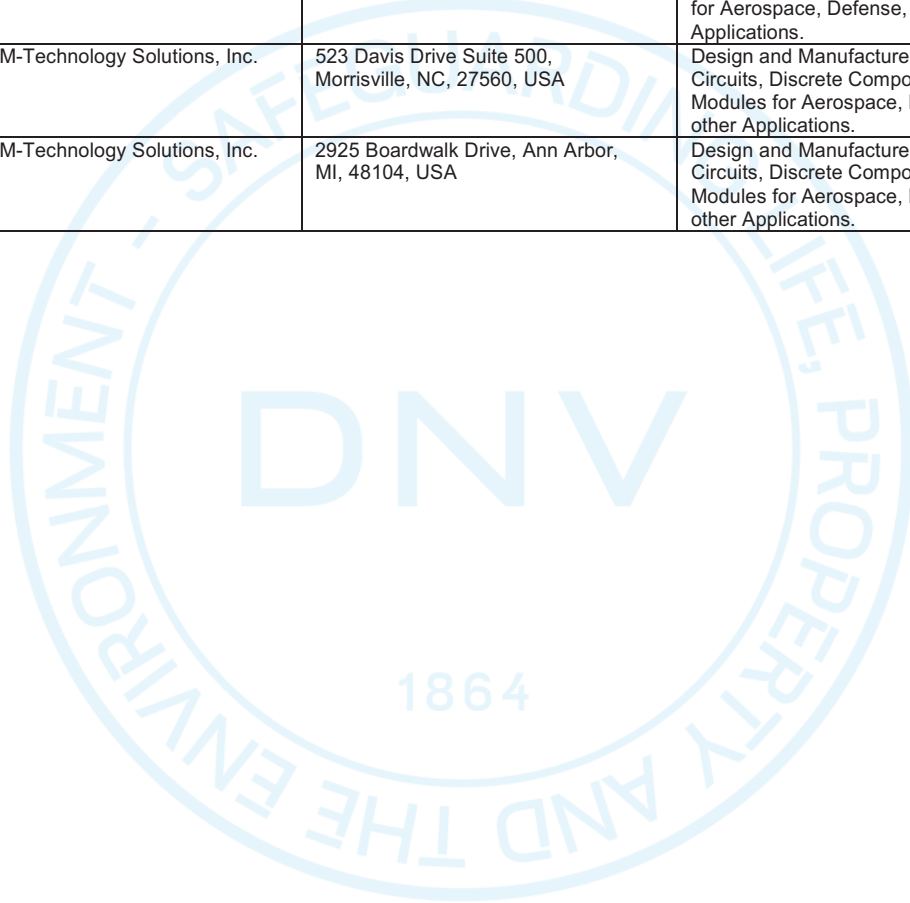 for Aerospace, Defense,
Applications.
M-Technology Solutions, Inc.
523 Davis Drive Suite 500,
Morrisville, NC, 27560, USA
Design and Manufacture
Circuits, Discrete
Modules for Aerospace,
other Applications.
M-Technology Solutions, Inc.
2925 Boardwalk Drive, Ann Arbor,
MI, 48104, USA
Design and Manufacture
Circuits, Discrete
Modules for Aerospace,
other Applications.
SAFEGUARDING LIFE, PROPERTY AND THE ENVIRONMENT -
DNV
1864